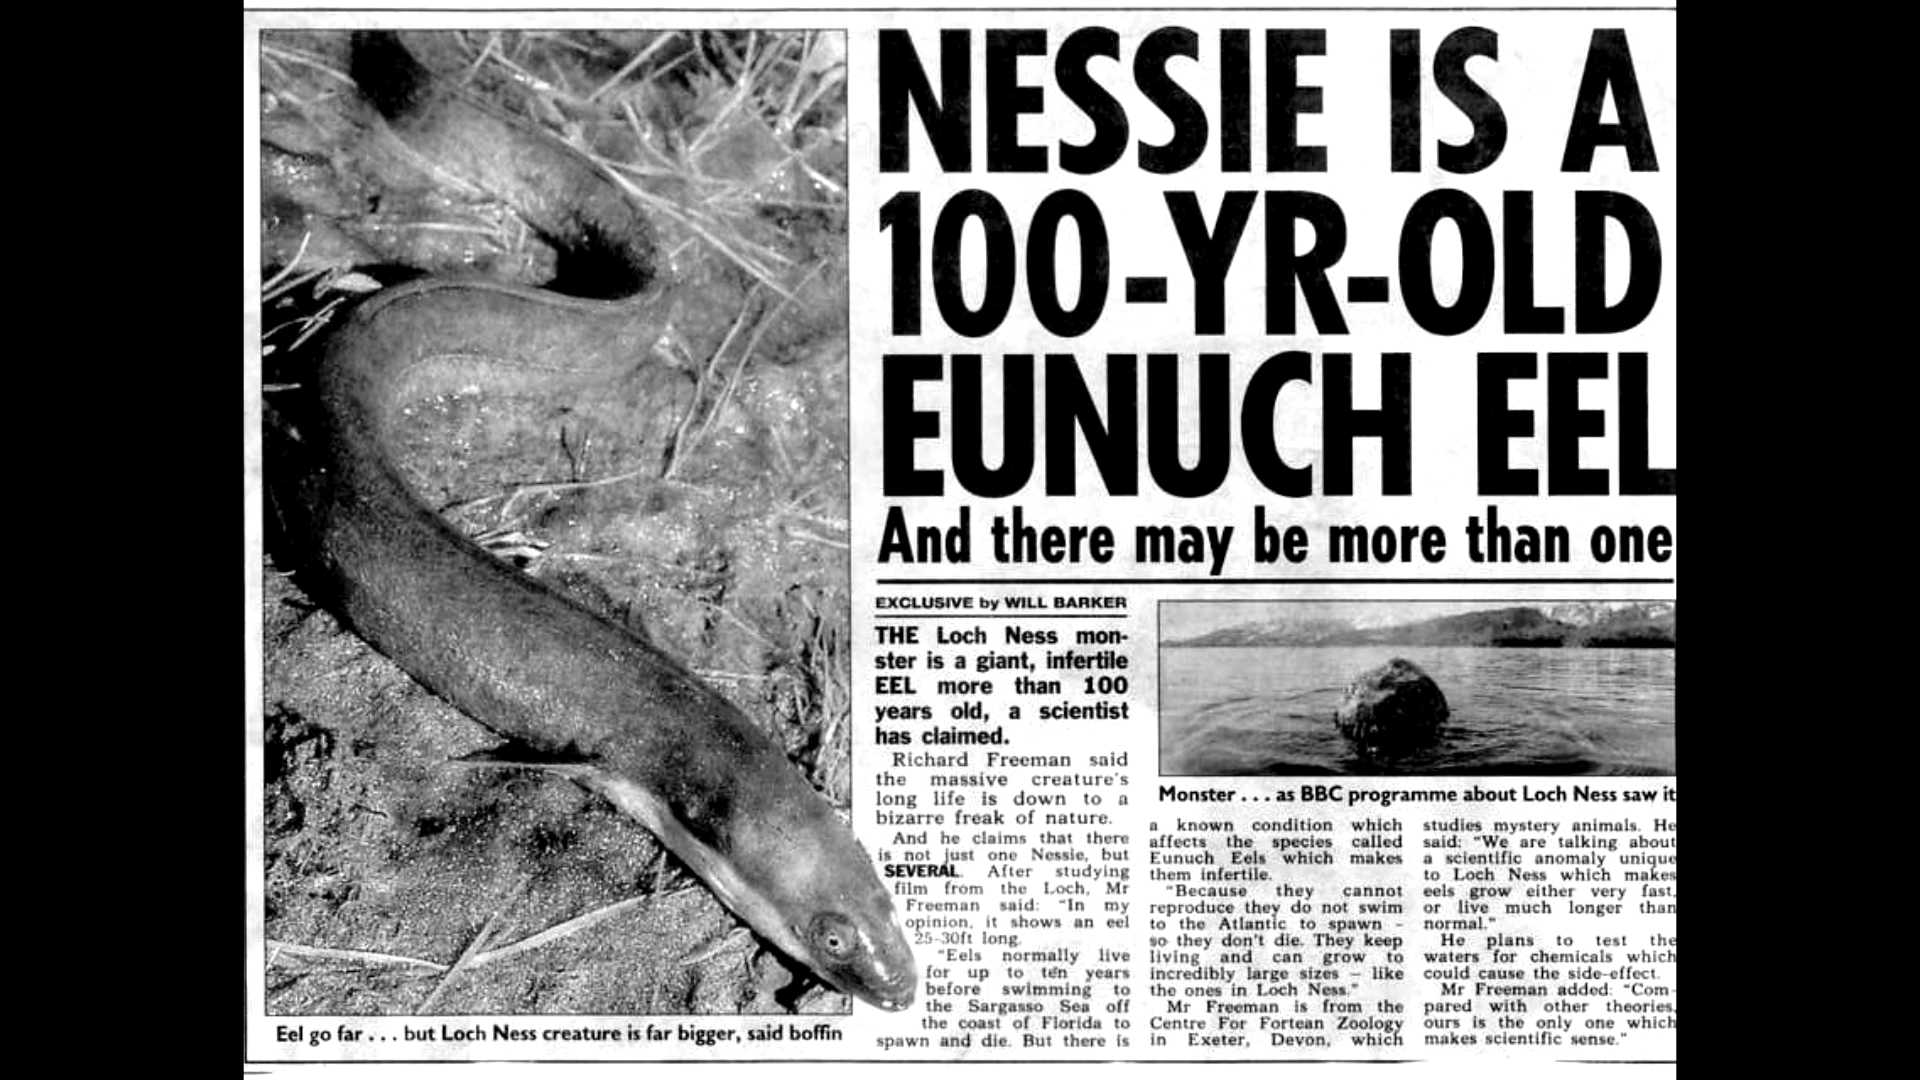 NESSIE IS A
100-YR-OLD
EUNUCH EEL
And there may be more than one
EXCLUSIVE by WILL BARKER
THE Loch Ness mon-
ster is a giant, infertile
EEL more than 100
years old, a scientist
has claimed.
Richard Freeman said
the massive creature's
long life is down to a
bizarre freak of nature.
And he claims that there
is not just one Nessie, but
SEVERAL. After studying
film from the Loch, Mr
Freeman said: "In my
opinion, it shows an eel
25-30ft long.
"Eels normally live
for up to ten years
before swimming to
the Sargasso Sea off
the coast of Florida to
spawn and die. But there is
Monster . . . as BBC programme about Loch Ness saw it
a known condition which
affects the species called
Eunuch Eels which makes
them infertile.
"Because they cannot
reproduce they do not swim
to the Atlantic to spawn –
so they don't die. They keep
living and can grow to
incredibly large sizes – like
the ones in Loch Ness."
Mr Freeman is from the
Centre For Fortean Zoology
in Exeter, Devon, which
studies mystery animals. He
said: "We are talking about
a scientific anomaly unique
to Loch Ness which makes
eels grow either very fast,
or live much longer than
normal."
He plans to test the
waters for chemicals which
could cause the side-effect.
Mr Freeman added: "Com-
pared with other theories,
ours is the only one which
makes scientific sense."
Eel go far . . . but Loch Ness creature is far bigger, said boffin